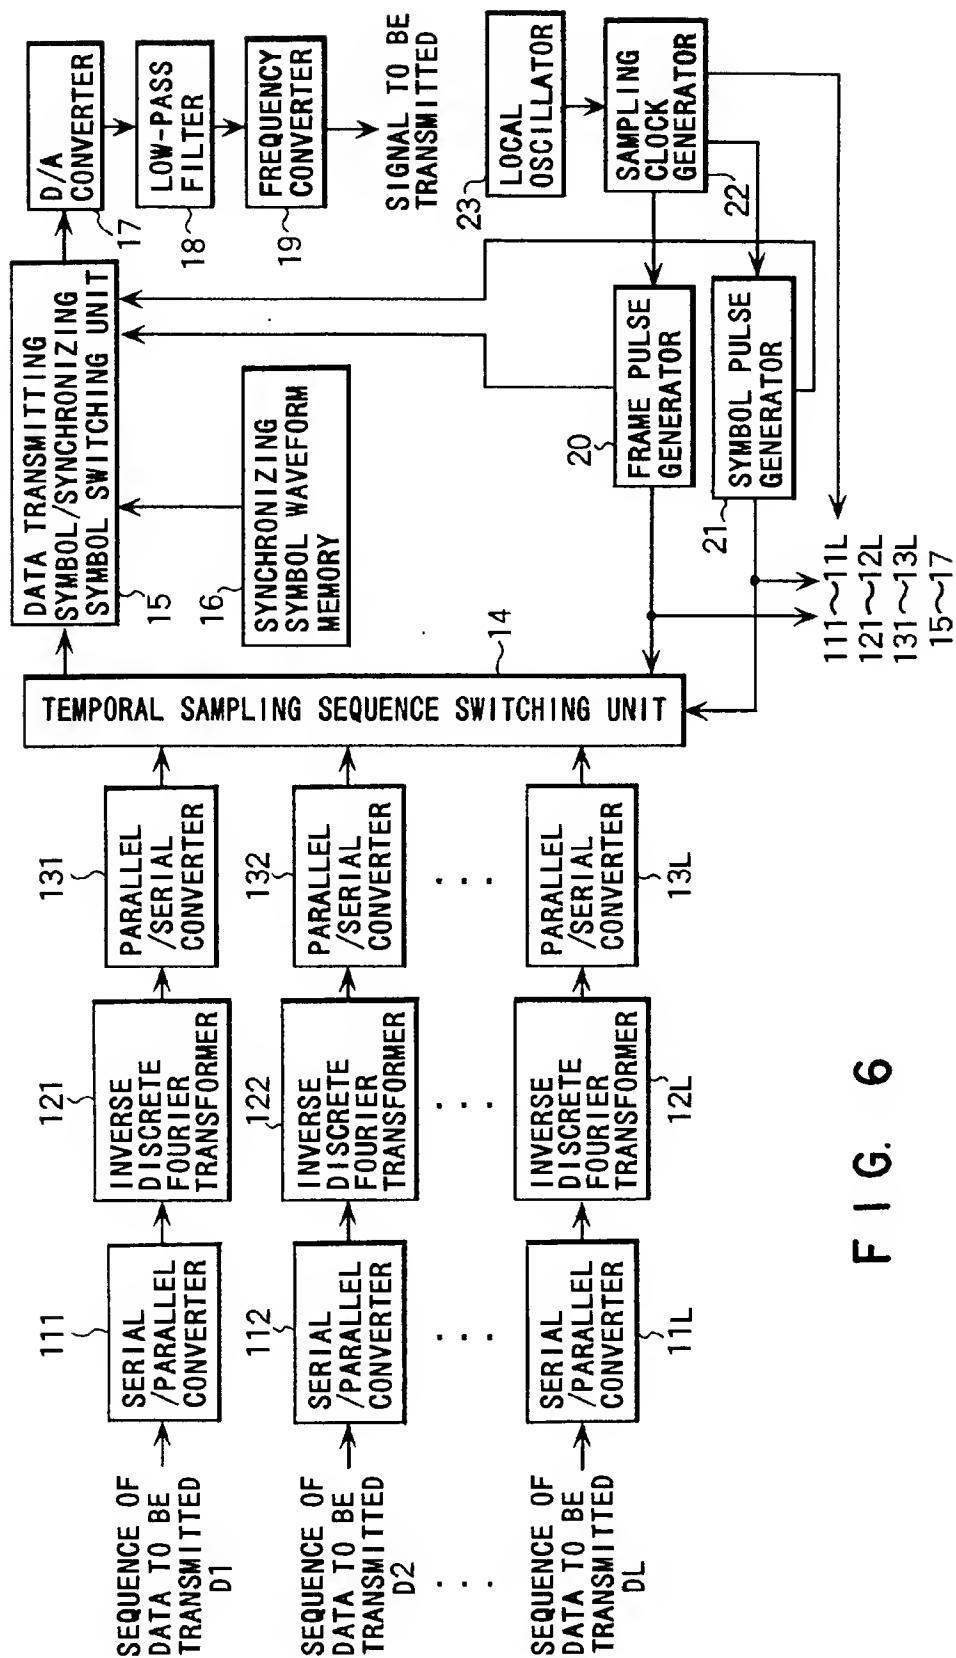 SEQUENCE OF
DATA TO BE
TRANSMITTED
D1
111
SERIAL
/PARALLEL
CONVERTER
121
INVERSE
DISCRETE
FOURIER
TRANSFORMER
131
PARALLEL
/SERIAL
CONVERTER
SEQUENCE OF
DATA TO BE
TRANSMITTED
D2
112
SERIAL
/PARALLEL
CONVERTER
122
INVERSE
DISCRETE
FOURIER
TRANSFORMER
132
PARALLEL
/SERIAL
CONVERTER
. . .
. . .
. . .
. . .
SEQUENCE OF
DATA TO BE
TRANSMITTED
DL
SERIAL
/PARALLEL
CONVERTER
11L
INVERSE
DISCRETE
FOURIER
TRANSFORMER
12L
PARALLEL
/SERIAL
CONVERTER
13L
TEMPORAL SAMPLING SEQUENCE SWITCHING UNIT
14
DATA TRANSMITTING
SYMBOL/SYNCHRONIZING
SYMBOL SWITCHING UNIT
15
16
SYNCHRONIZING
SYMBOL WAVEFORM
MEMORY
D/A
CONVERTER
17
LOW-PASS
FILTER
18
FREQUENCY
CONVERTER
19
SIGNAL TO BE
TRANSMITTED
23
LOCAL
OSCILLATOR
SAMPLING
CLOCK
GENERATOR
22
20
FRAME PULSE
GENERATOR
21
SYMBOL PULSE
GENERATOR
111~11L
121~12L
131~13L
15~17
FIG. 6